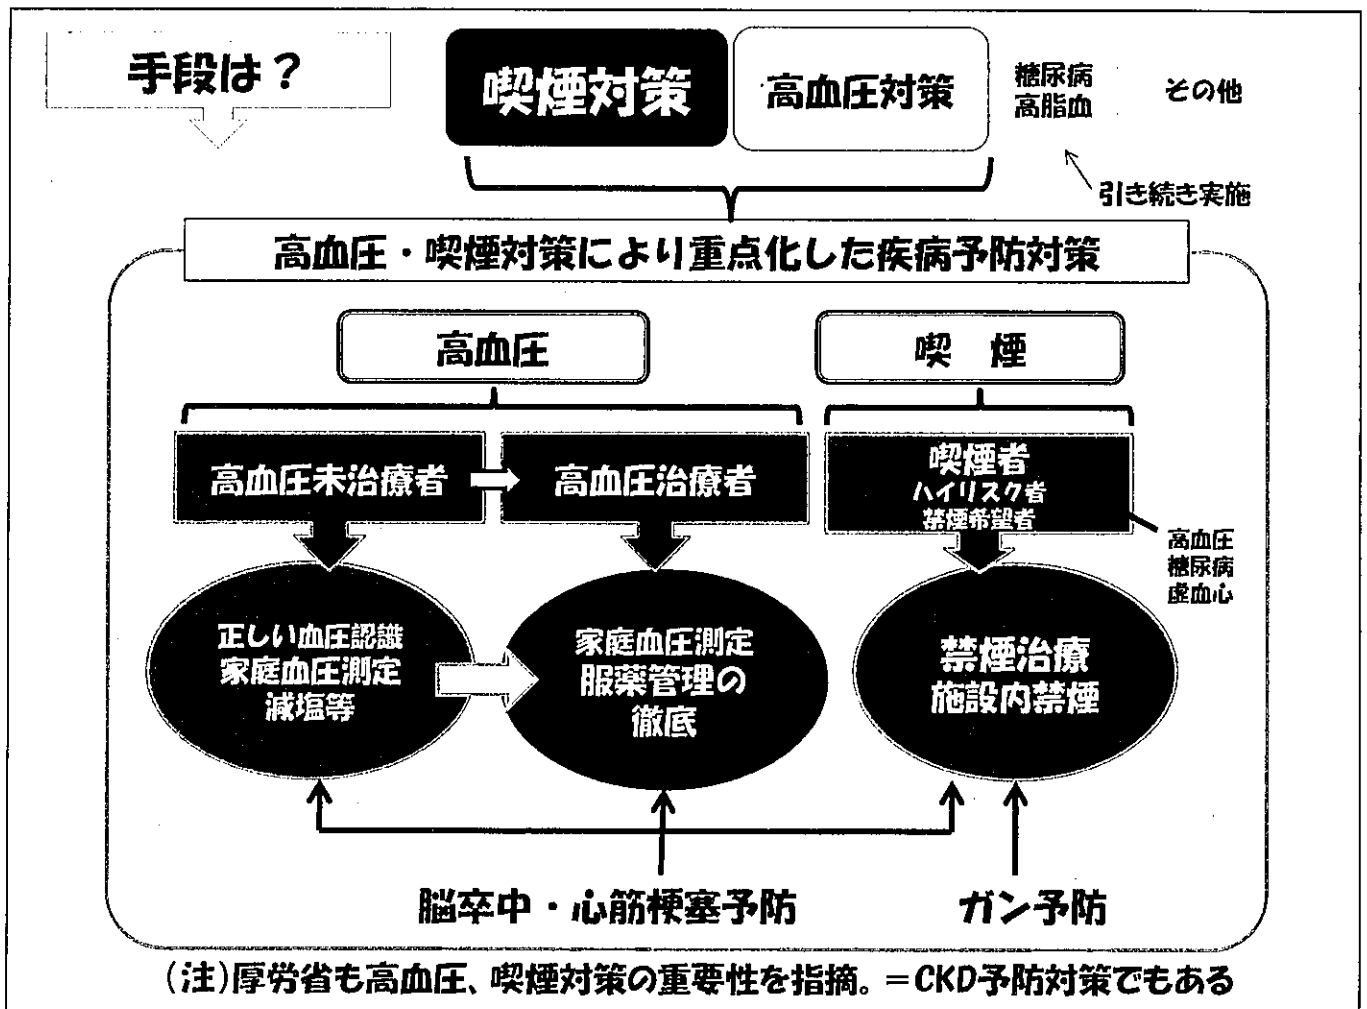 手段は？
喫煙対策
高血圧対策
糖尿病
高脂血
その他
引き続き実施
高血圧・喫煙対策により重点化した疾病予防対策
高血圧
喫　煙
高血圧未治療者
高血圧治療者
喫煙者
ハイリスク者
禁煙希望者
高血圧
糖尿病
虚血心
正しい血圧認識
家庭血圧測定
減塩等
家庭血圧測定
服薬管理の
徹底
禁煙治療
施設内禁煙
脳卒中・心筋梗塞予防
ガン予防
（注）厚労省も高血圧、喫煙対策の重要性を指摘。＝CKD予防対策でもある